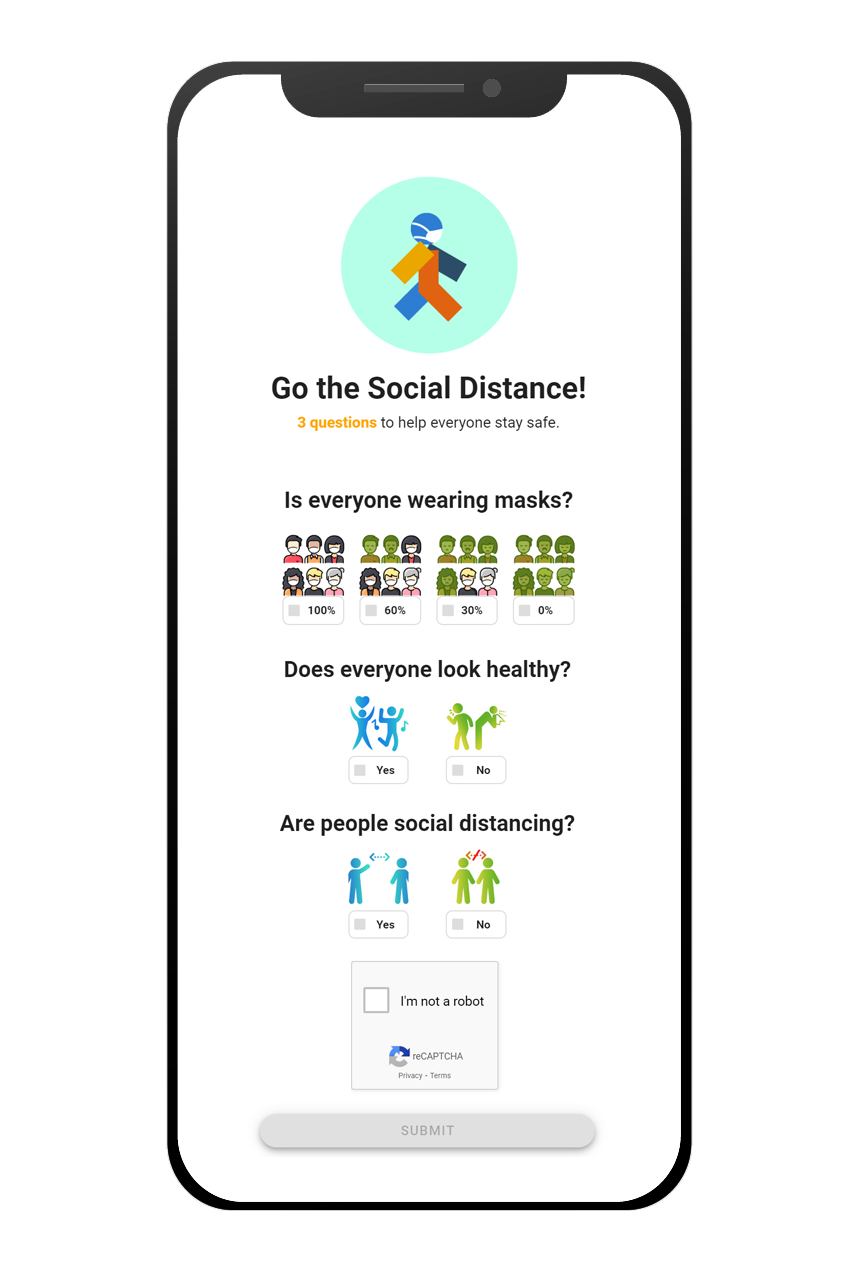 Go the Social Distance!
3 questions to help everyone stay safe.
Is everyone wearing masks?
100% 60% 30% 0%
Does everyone look healthy?
Yes No
Are people social distancing?
Yes No
I'm not a robot
reCAPTCHA
Privacy - Terms
SUBMIT